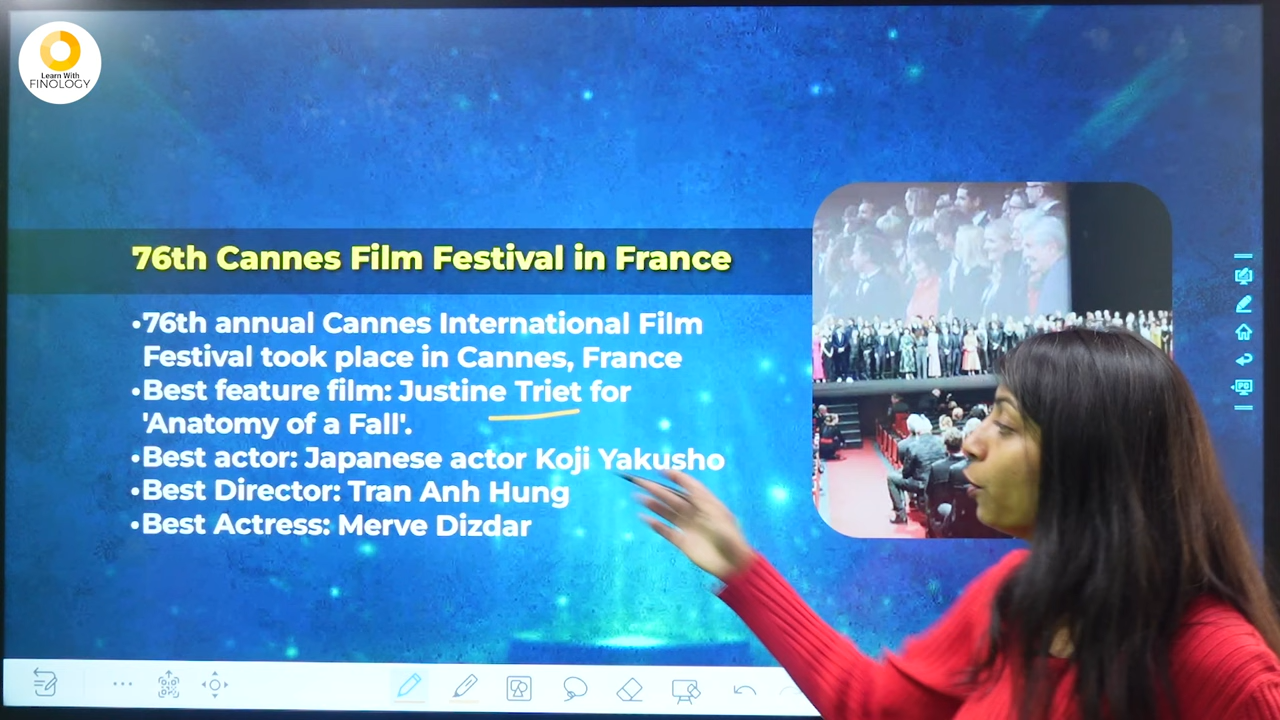 Learn With
FINOLOGY
76th Cannes Film Festival in France
•76th annual Cannes International Film
Festival took place in Cannes, France
•Best feature film: Justine Triet for
'Anatomy of a Fall'.
•Best actor: Japanese actor Koji Yakusho
•Best Director: Tran Anh Hung
•Best Actress: Merve Dizdar